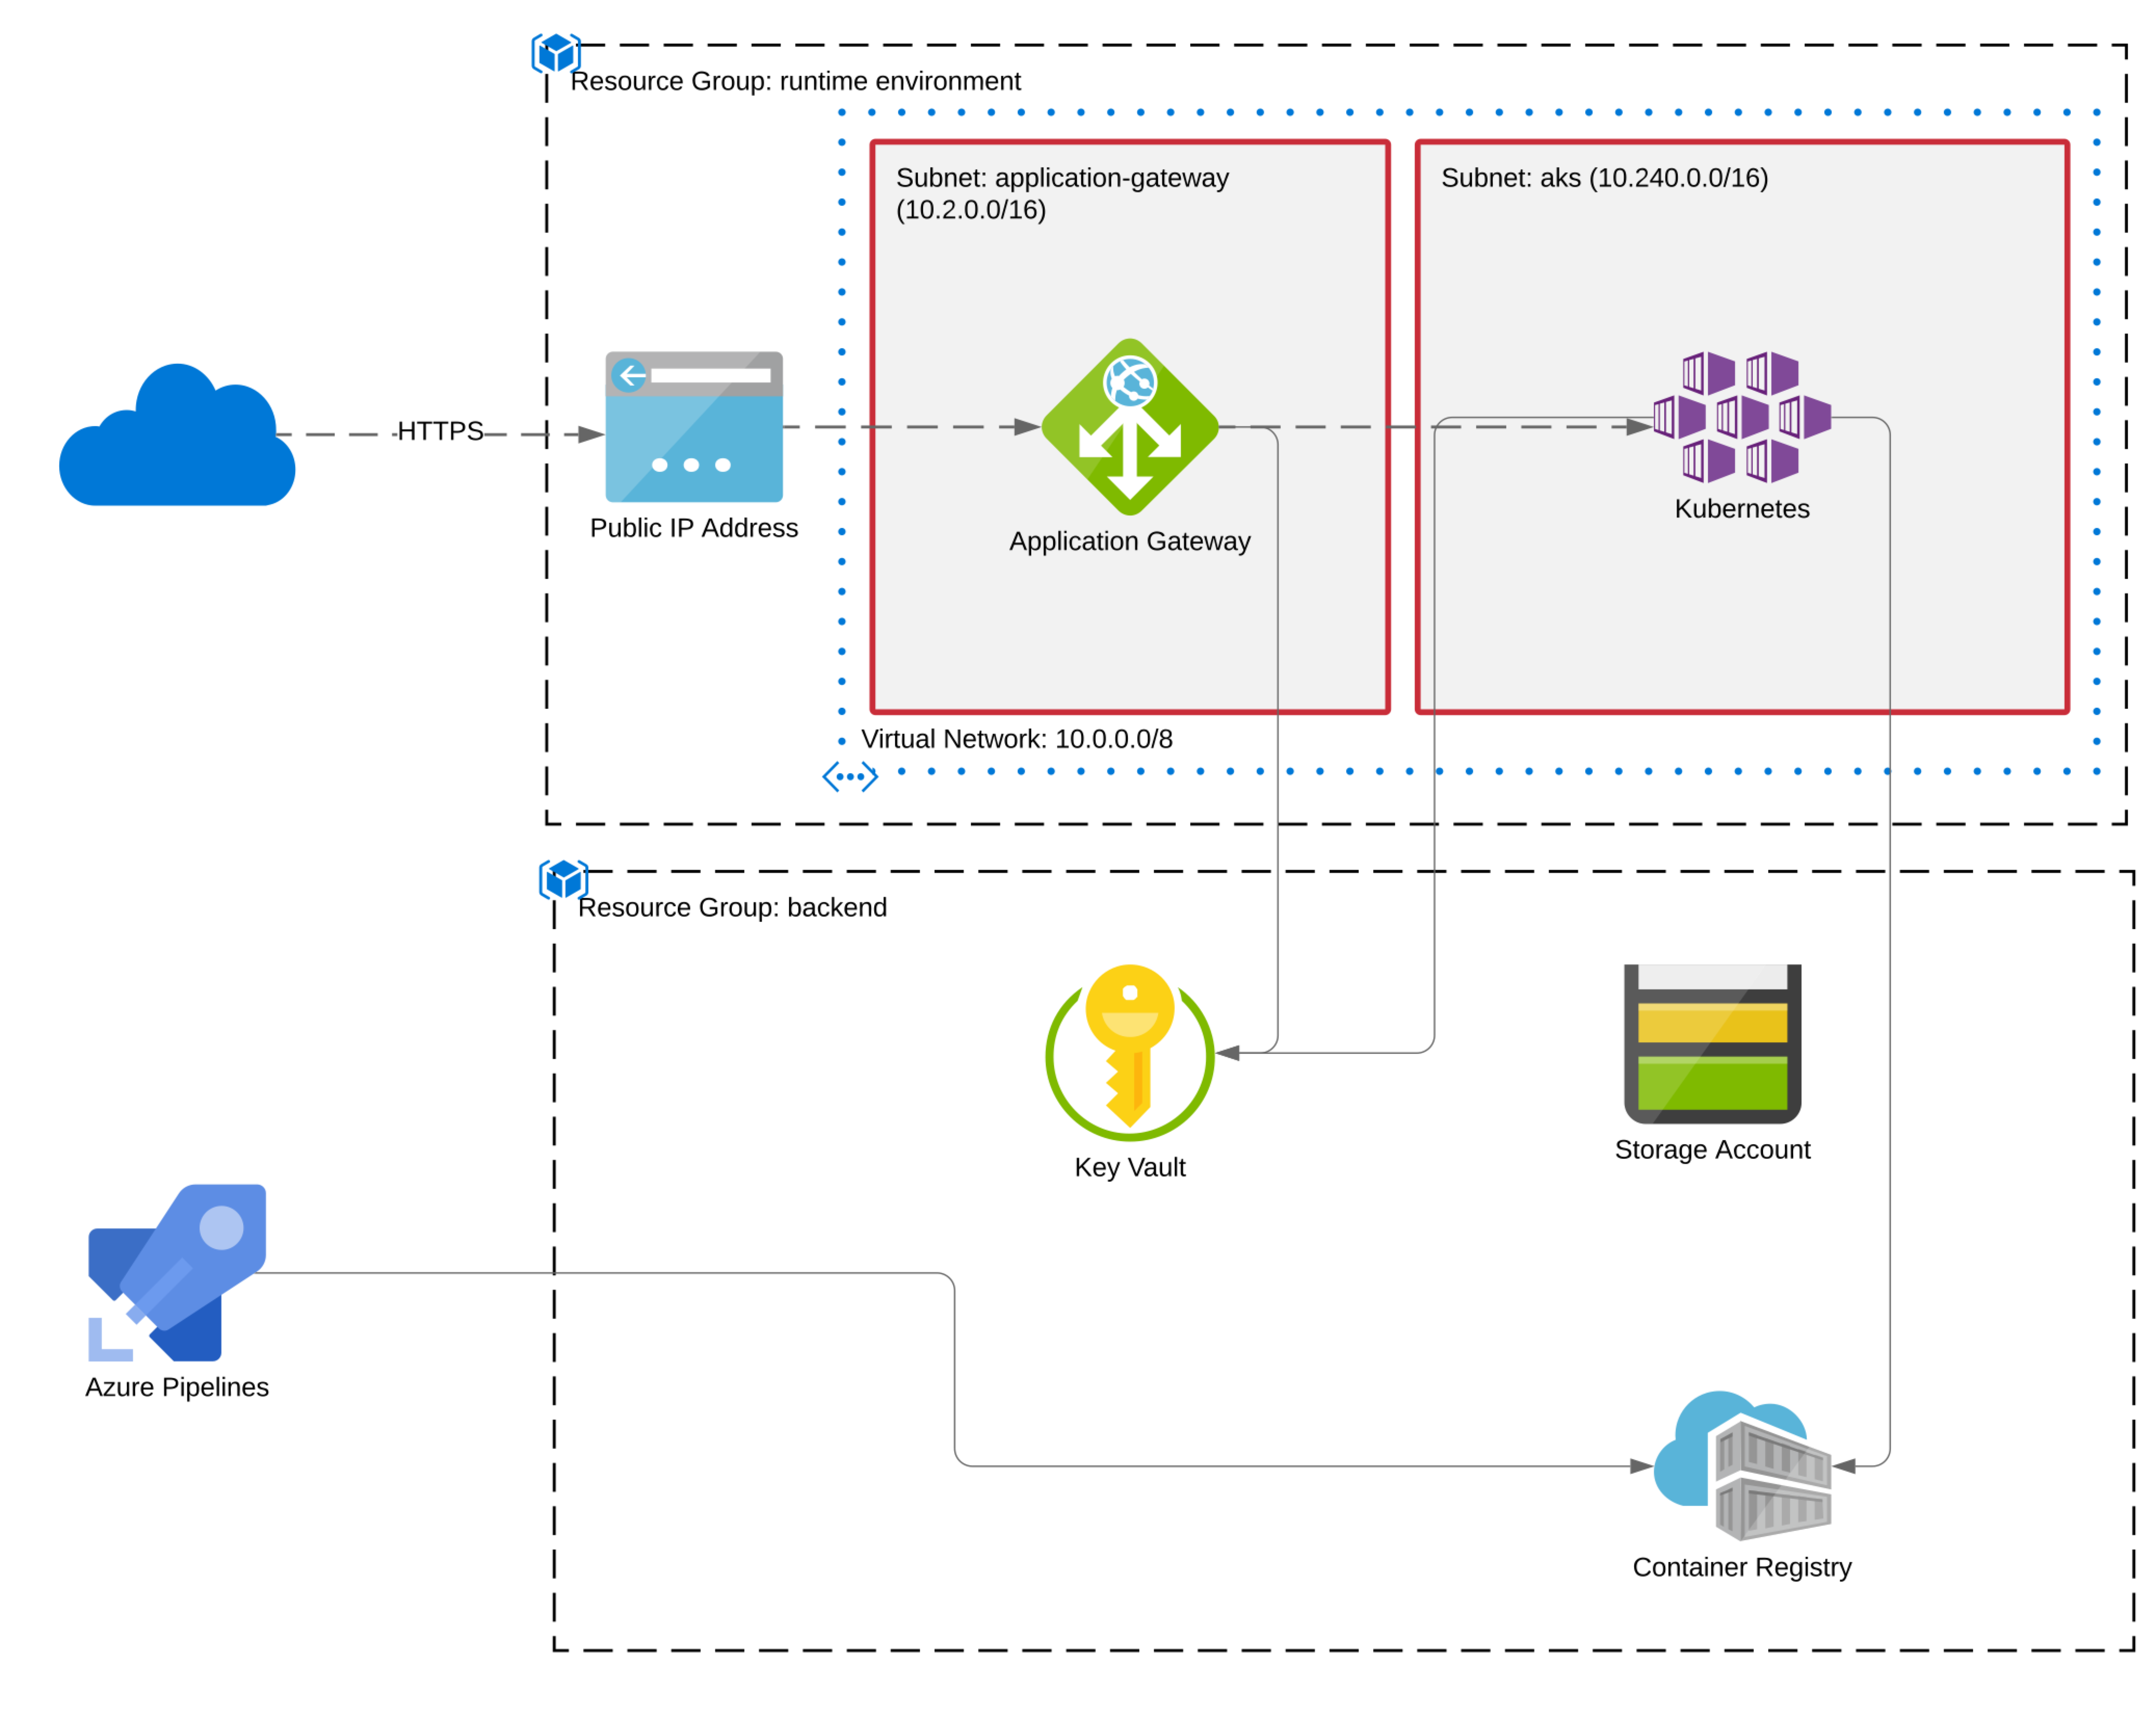 Resource Group: runtime environment
Subnet: application-gateway
(10.2.0.0/16)
Subnet: aks (10.240.0.0/16)
HTTPS
Public IP Address
Application Gateway
Kubernetes
Virtual Network: 10.0.0.0/8
Resource Group: backend
Key Vault
Storage Account
Azure Pipelines
Container Registry